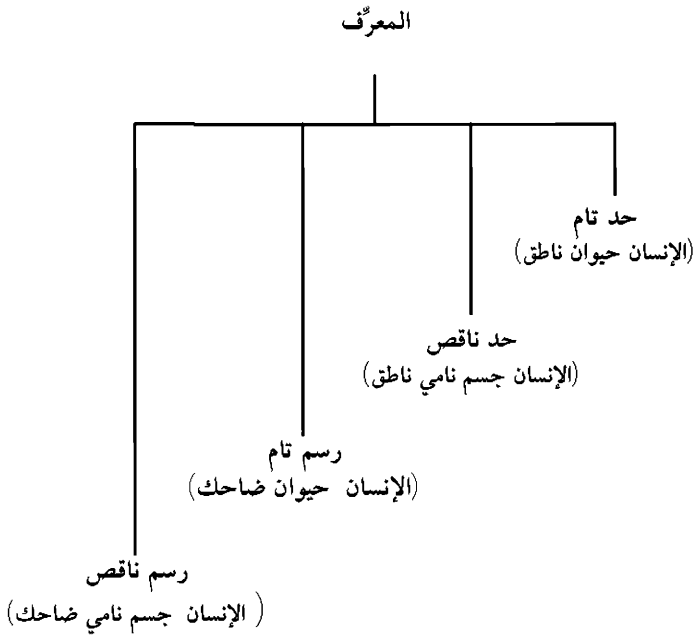 المعرِّف
حد تام
(الإنسان حيوان ناطق)
حد ناقص
(الإنسان جسم نامي ناطق)
رسم تام
(الإنسان حيوان ضاحك)
رسم ناقص
( الإنسان جسم نامي ضاحك)